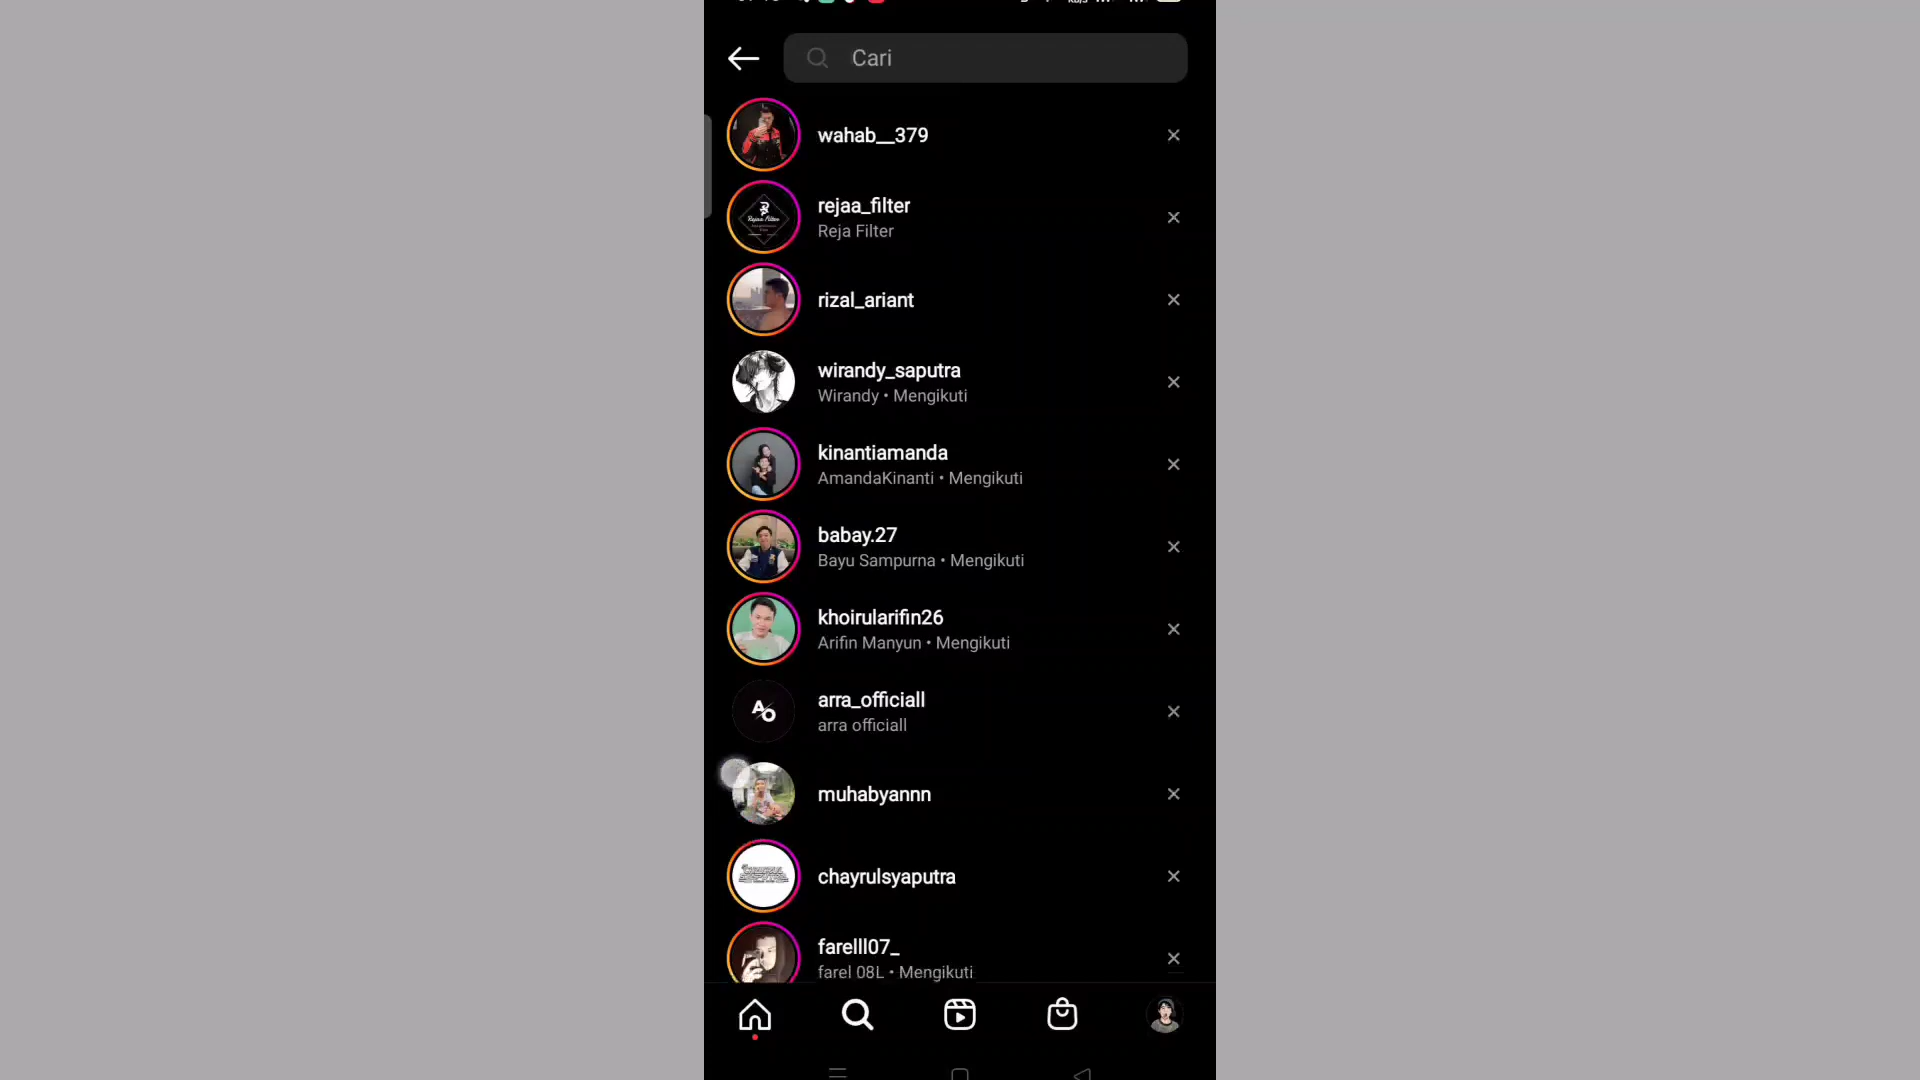 Cari
wahab__379
rejaa_filter
Reja Filter
rizal_ariant
wirandy_saputra
Wirandy • Mengikuti
kinantiamanda
AmandaKinanti • Mengikuti
babay.27
Bayu Sampurna • Mengikuti
khoirularifin26
Arifin Manyun • Mengikuti
AO
arra_officiall
arra officiall
muhabyannn
chayrulsyaputra
farelll07_
farel 08L • Mengikuti